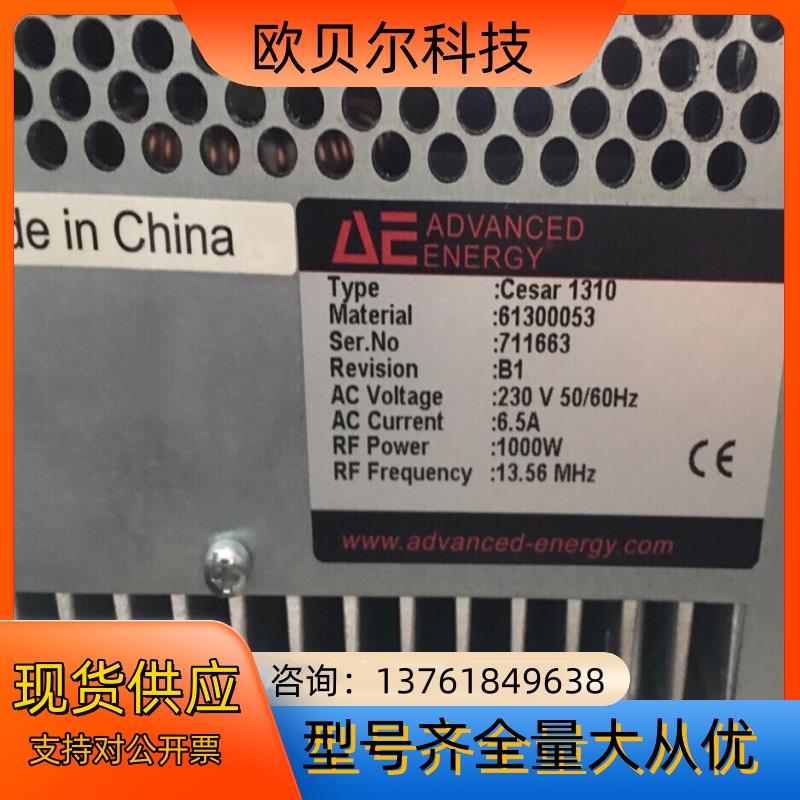 欧贝尔科技
de in China
AE ADVANCED ENERGY®
Type :Cesar 1310
Material :61300053
Ser.No :711663
Revision :B1
AC Voltage :230 V 50/60Hz
AC Current :6.5A
RF Power :1000W
RF Frequency :13.56 MHz
CE
www.advanced-energy.com
现货供应
支持对公开票
咨询：13761849638
型号齐全量大从优